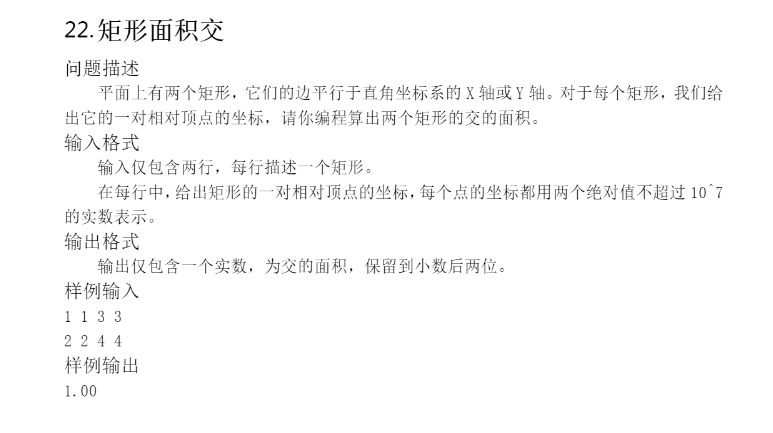 22.矩形面积交
问题描述
平面上有两个矩形，它们的边平行于直角坐标系的 X 轴或 Y 轴。对于每个矩形，我们给
出它的一对相对顶点的坐标，请你编程算出两个矩形的交的面积。
输入格式
输入仅包含两行，每行描述一个矩形。
在每行中，给出矩形的一对相对顶点的坐标，每个点的坐标都用两个绝对值不超过 10^7
的实数表示。
输出格式
输出仅包含一个实数，为交的面积，保留到小数后两位。
样例输入
1 1 3 3
2 2 4 4
样例输出
1.00